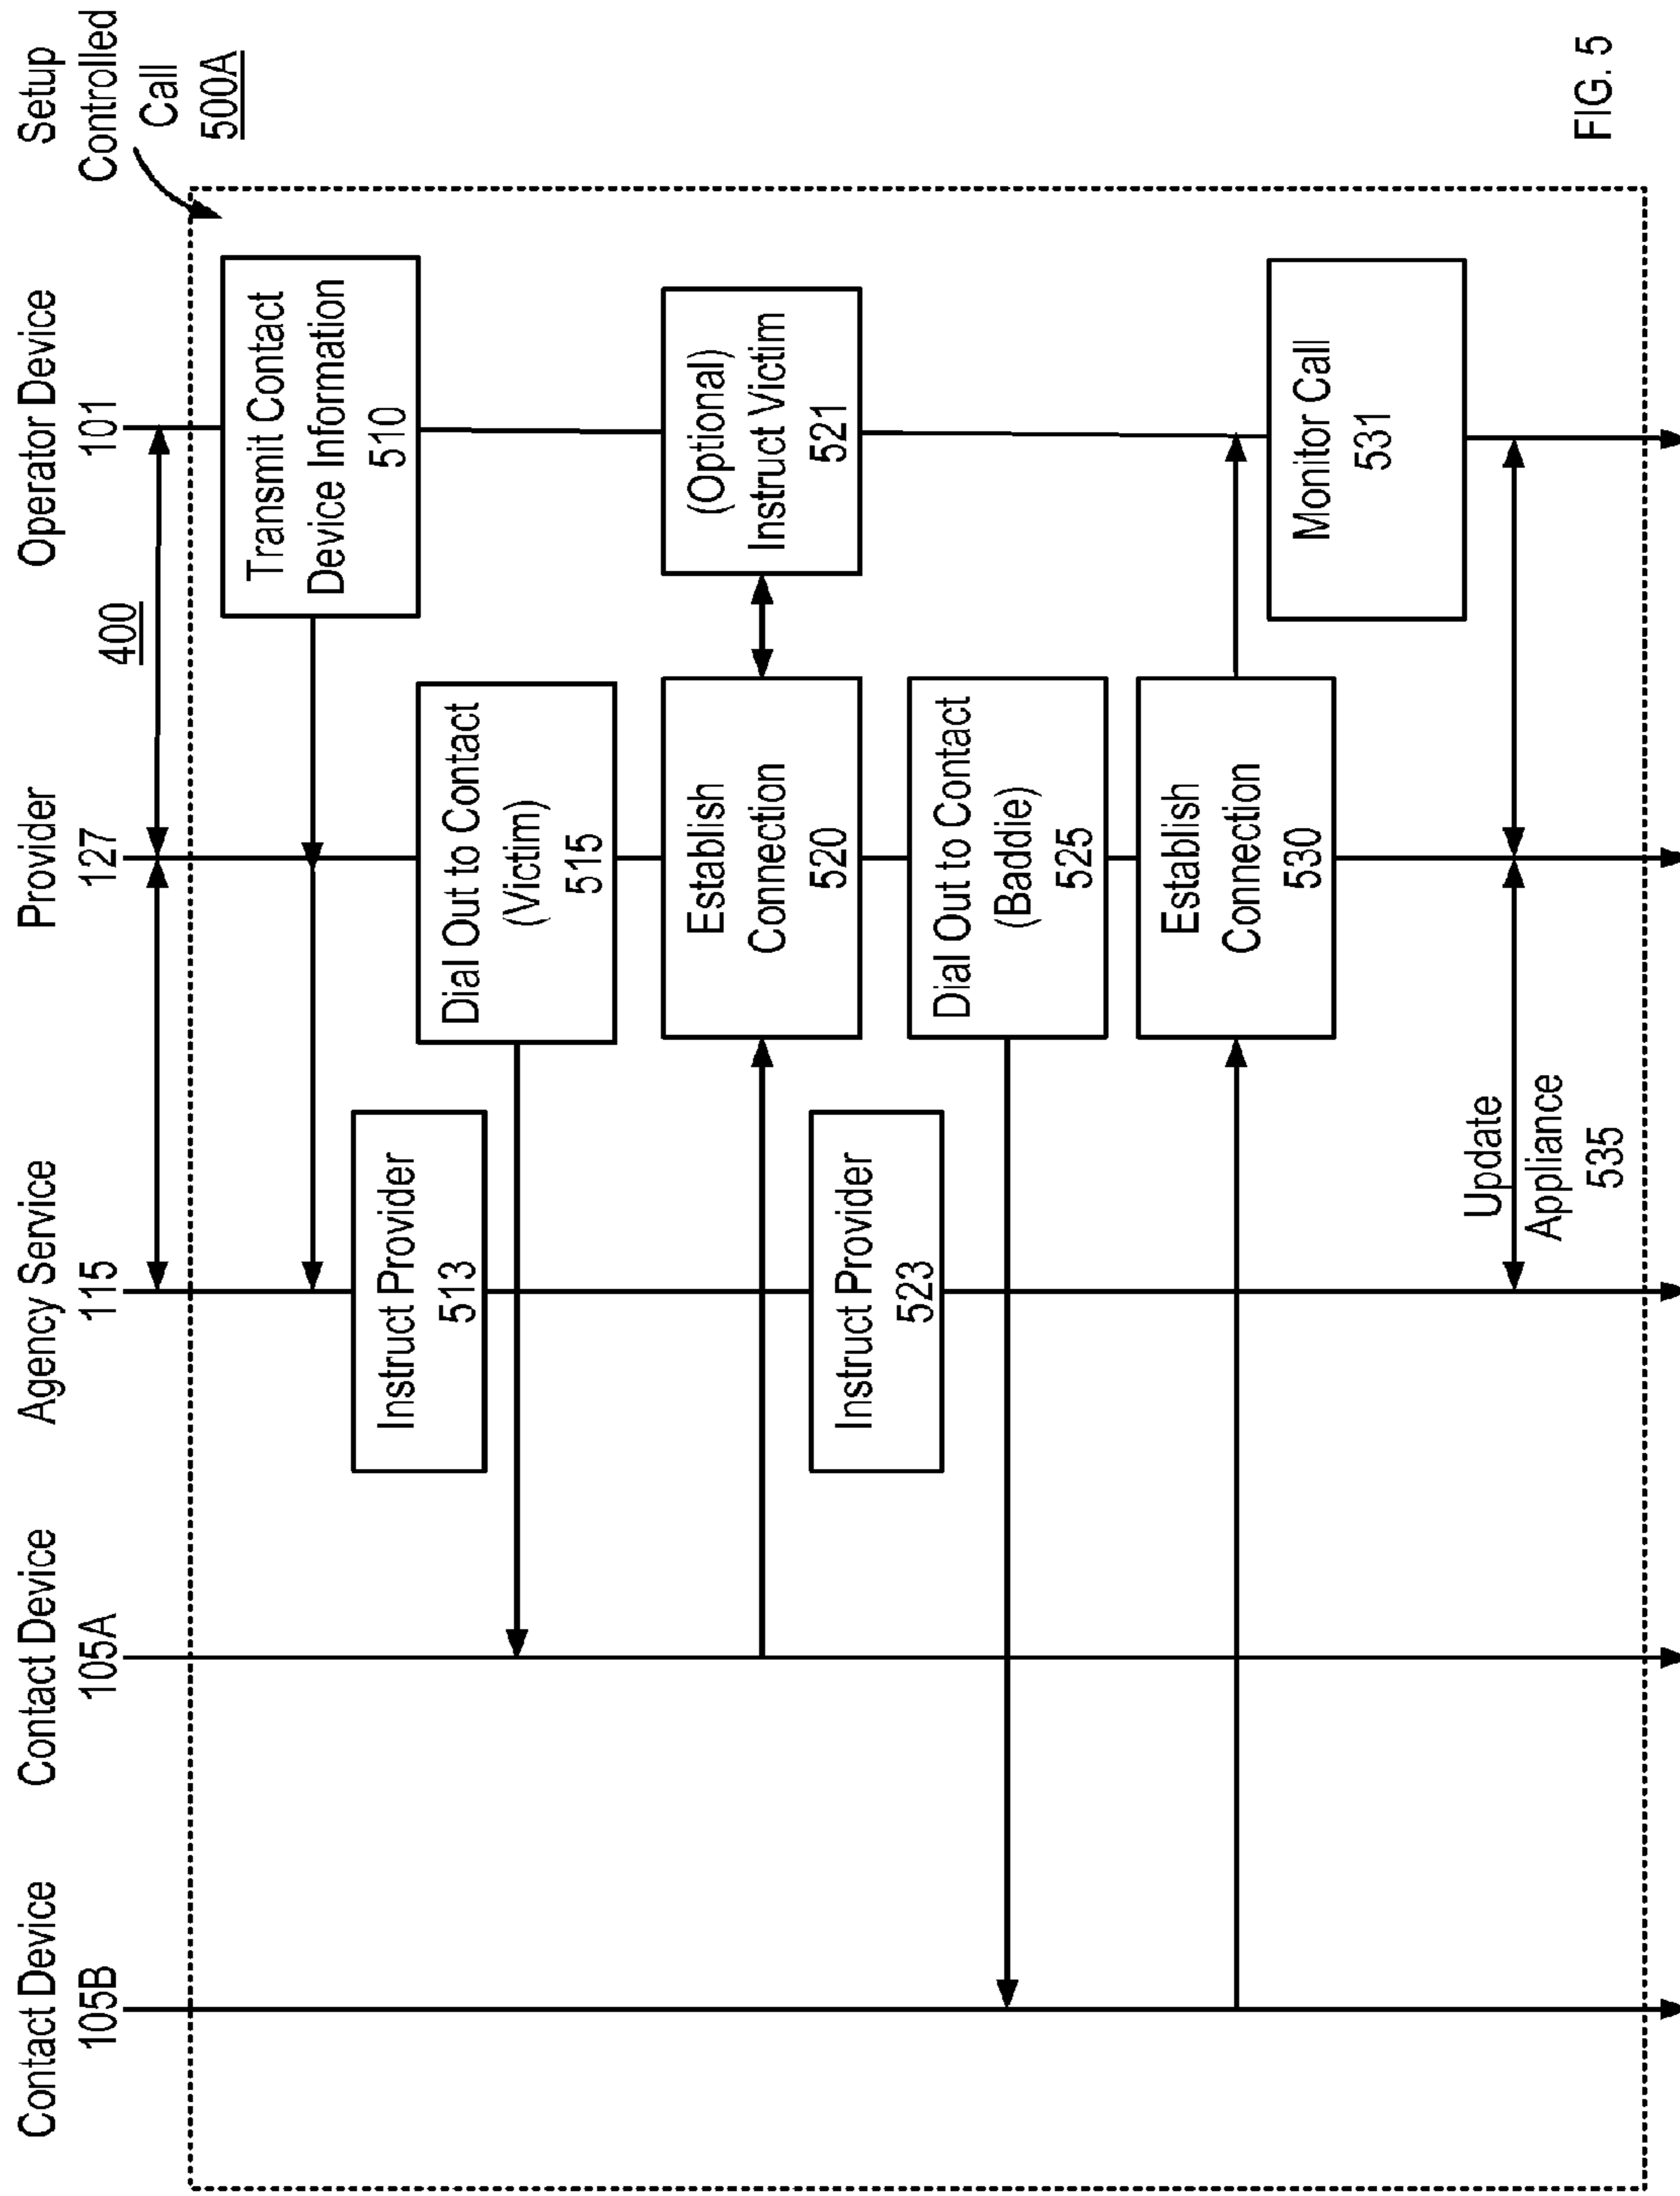 Setup
Controlled
Call
500A
Contact Device
105B
Contact Device
105A
Agency Service
115
Provider
127
Operator Device
101
400
Transmit Contact
Device Information
510
Instruct Provider
513
Dial Out to Contact
(Victim)
515
Establish
Connection
520
(Optional)
Instruct Victim
521
Instruct Provider
523
Dial Out to Contact
(Baddie)
525
Establish
Connection
530
Monitor Call
531
Update
Appliance
535
FIG. 5